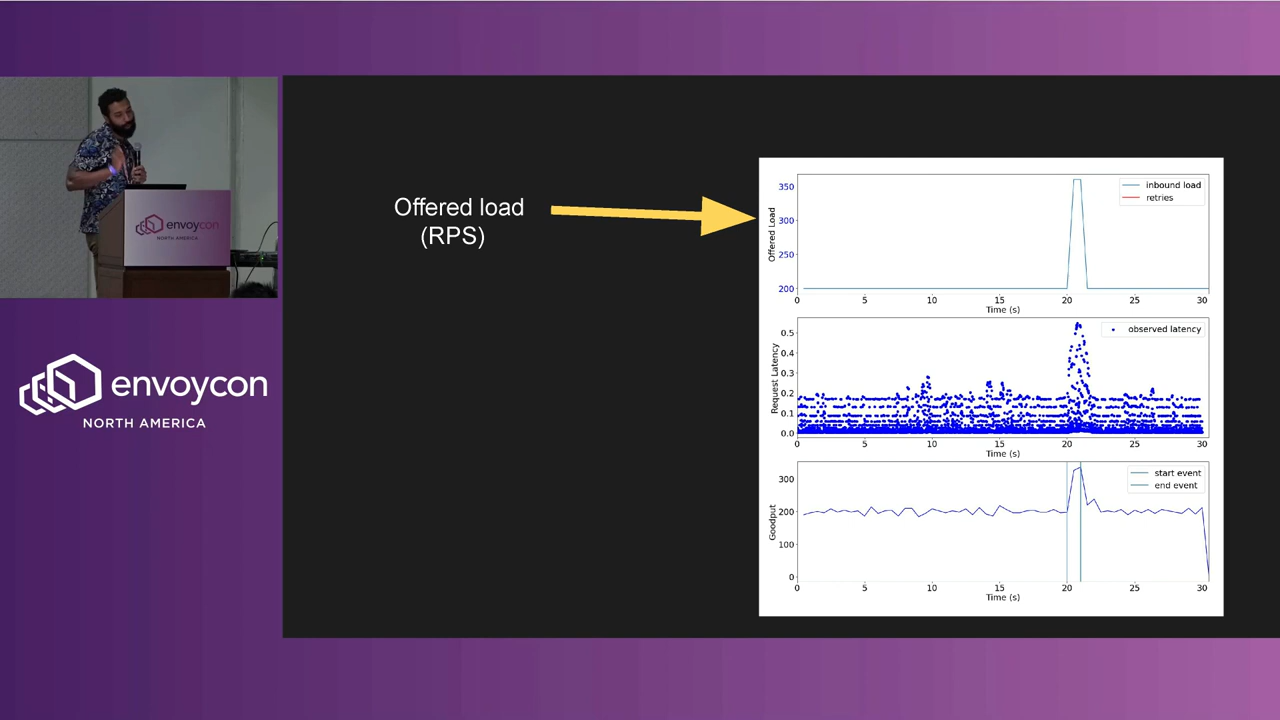 envoycon
NORTH AMERICA
envoycon
NORTH AMERICA
Offered load
(RPS)
350
300
250
200
Offered Load
inbound load
retries
0 5 10 15 20 25 30
Time (s)
0.5
0.4
0.3
0.2
0.1
0.0
Request Latency
observed latency
0 5 10 15 20 25 30
Time (s)
300
200
100
0
Goodput
start event
end event
0 5 10 15 20 25 30
Time (s)